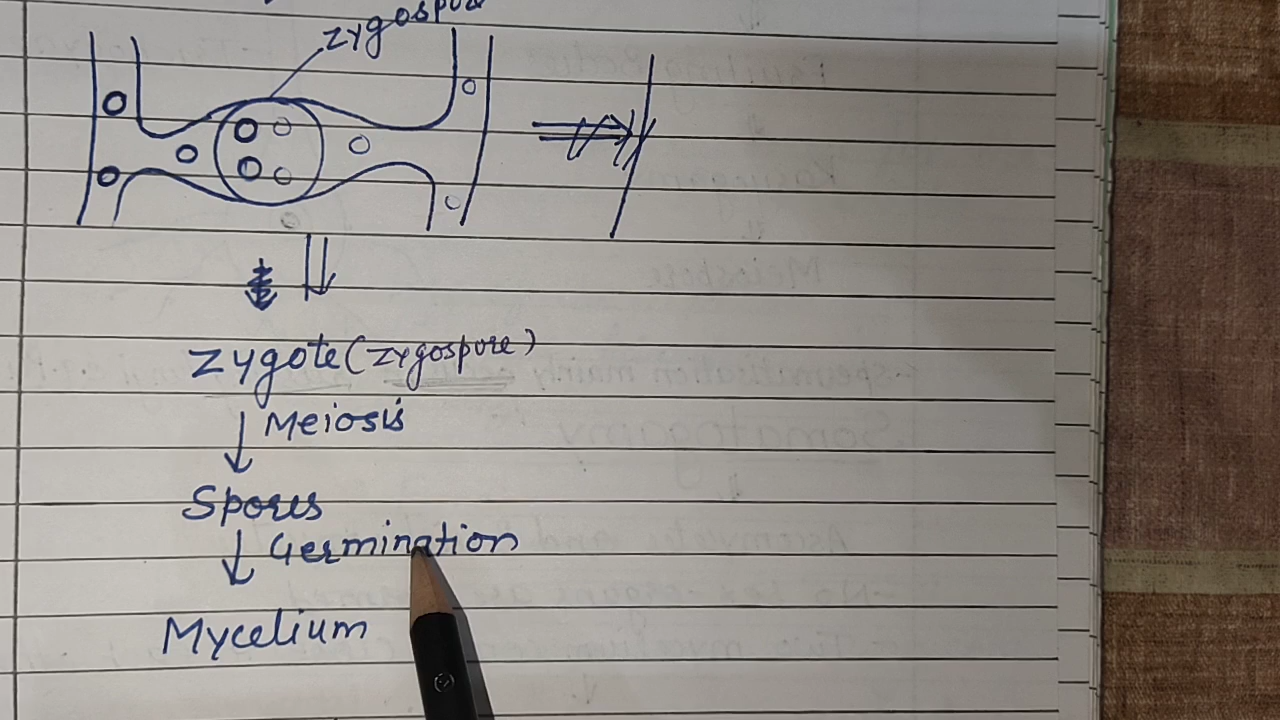 zygospore
Zygote (zygospore)
Meiosis
Spores
Germination
Mycelium